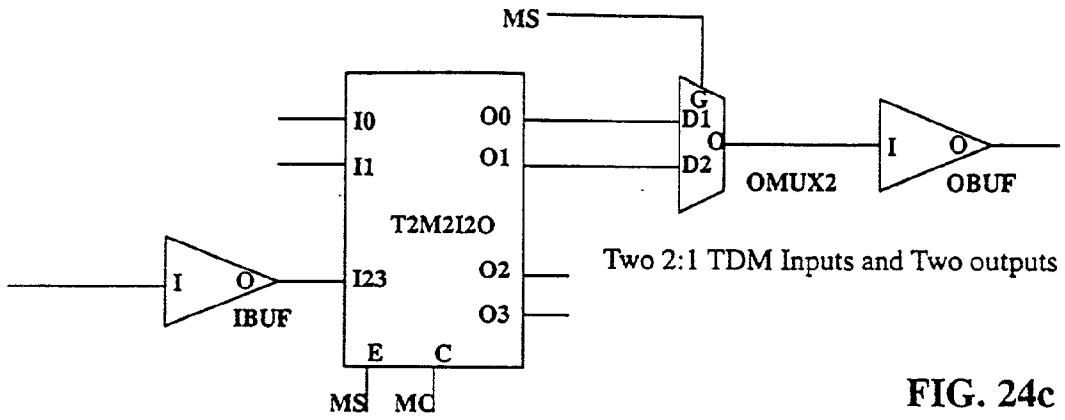 MS
G
I0 O0 D1
I1 O1 D2 O I O
OMUX2 OBUF
T2M2I2O
Two 2:1 TDM Inputs and Two outputs
I O I23 O2
IBUF O3
E C
MS MC
FIG. 24c